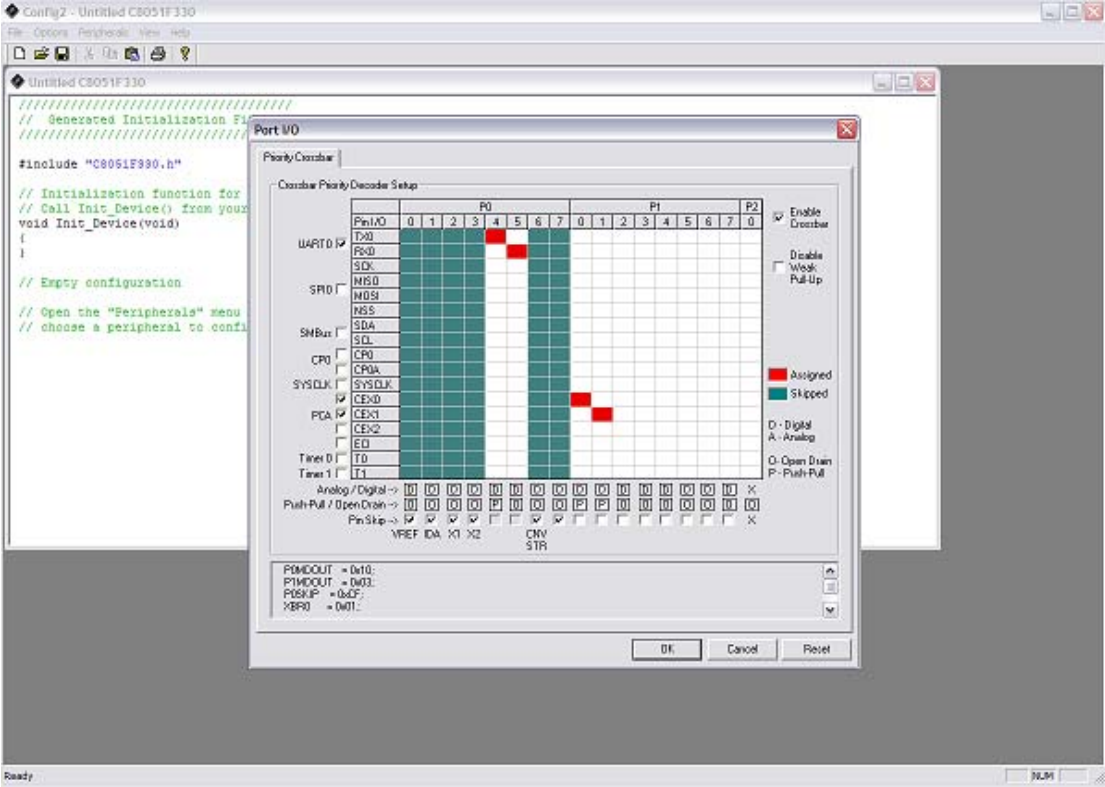 Config2 - Untitled C8051F330
File Options Peripherals View Help
Untitled C8051F330
//////////////////////////////////////
// Generated Initialization Fi
#include "C8051F330.h"
// Initialization function for
// Call Init_Device() from your
void Init_Device(void)
{
}
// Empty configuration
// Open the "Peripherals" menu
// choose a peripheral to confi
Port I/O
Priority Crossbar
Crossbar Priority Decoder Setup
P0 P1 P2
Pin I/O 0 1 2 3 4 5 6 7 0 1 2 3 4 5 6 7 0
Enable Crossbar
UART0 TX0
RX0
Disable Weak Pull-Up
SCK
SPI0 MISO
MOSI
NSS
SMBus SDA
SCL
CP0 CP0
CP0A
SYSCLK SYSCLK
Assigned
Skipped
CEX0
PCA CEX1
CEX2
ECI
D - Digital
A - Analog
O- Open Drain
P - Push-Pull
Timer 0 T0
Timer 1 T1
Analog / Digital -> D D D D D D D D D D D D D D D D X
Push-Pull / Open Drain -> O O O O P O O O P P O O O O O O O
Pin Skip -> X
VREF IDA X1 X2 CNV STR
P0MDOUT = 0x10;
P1MDOUT = 0x03;
P0SKIP = 0xCF;
XBR0 = 0x01;
OK Cancel Reset
Ready NUM